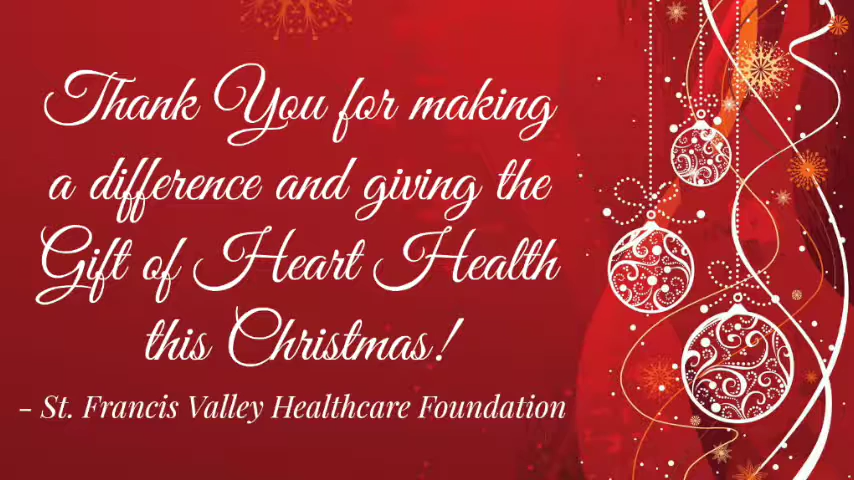 Thank You for making
a difference and giving the
Gift of Heart Health
this Christmas!
- St. Francis Valley Healthcare Foundation